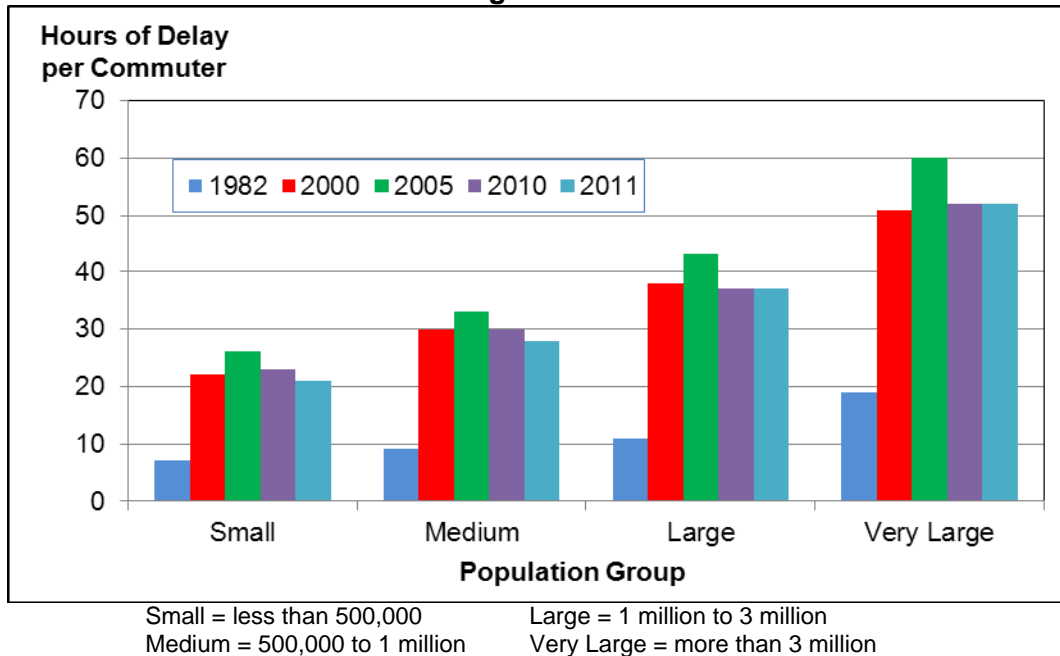 Hours of Delay
per Commuter
70
60
50
40
30
20
10
0
1982 2000 2005 2010 2011
Small Medium Large Very Large
Population Group
Small = less than 500,000 Large = 1 million to 3 million
Medium = 500,000 to 1 million Very Large = more than 3 million